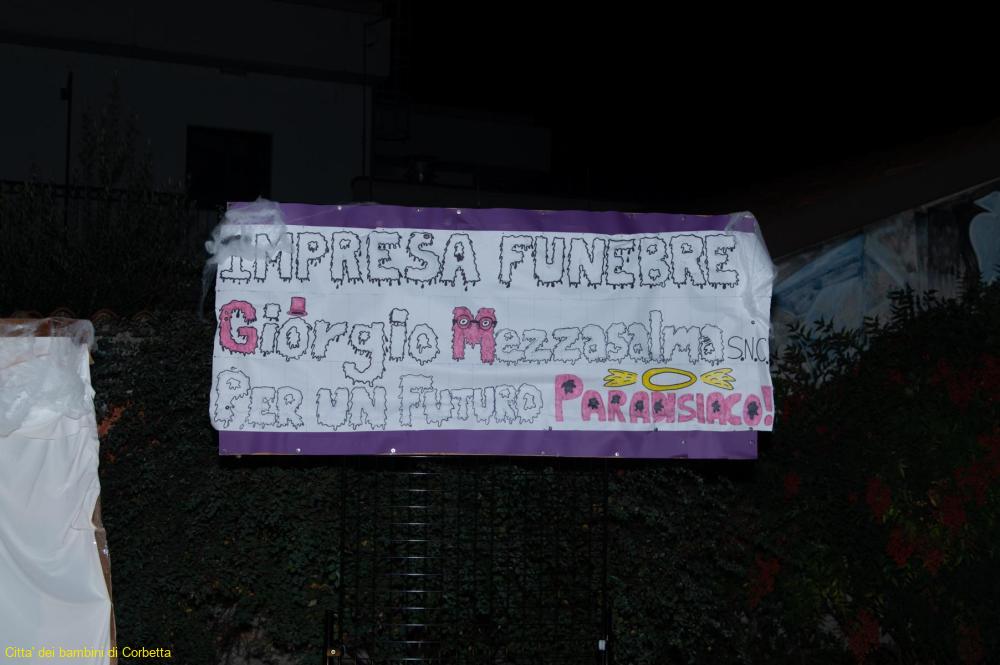 IMPRESA FUNEBRE
Giorgio Mezzasalma S.N.C.
PER UN FUTURO PARADISIACO!
Citta' dei bambini di Corbetta